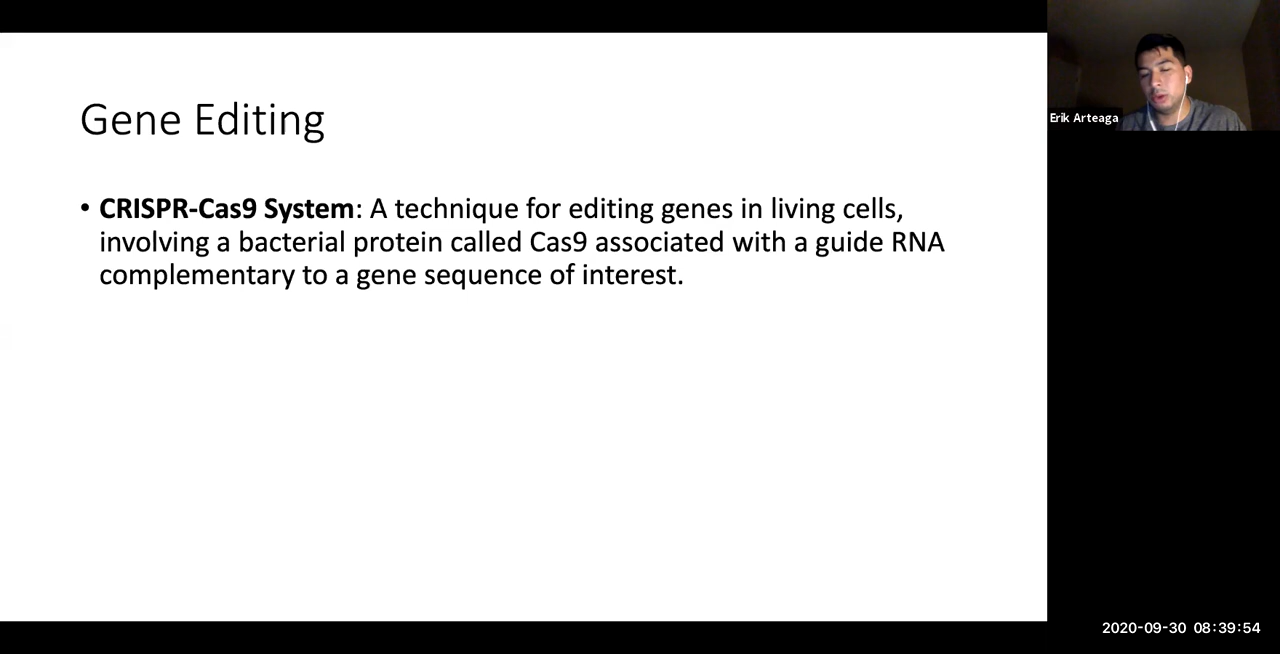 Gene Editing
• CRISPR-Cas9 System: A technique for editing genes in living cells,
involving a bacterial protein called Cas9 associated with a guide RNA
complementary to a gene sequence of interest.
Erik Arteaga
2020-09-30 08:39:54